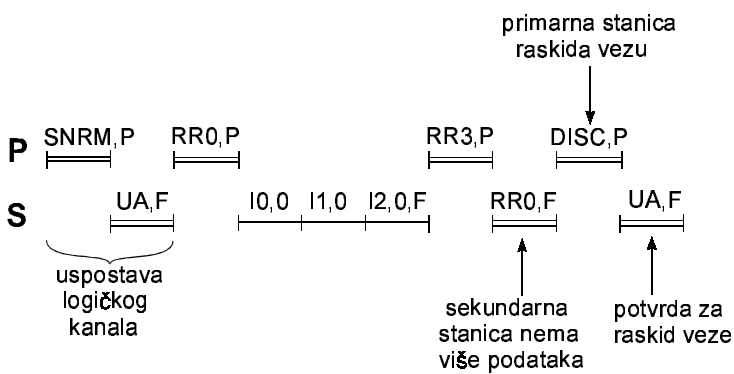 primarna stanica
raskida vezu
P
SNRM,P
RR0,P
RR3,P
DISC,P
S
UA,F
I0,0
I1,0
I2,0,F
RR0,F
UA,F
uspostava
logičkog
kanala
sekundarna
stanica nema
više podataka
potvrda za
raskid veze